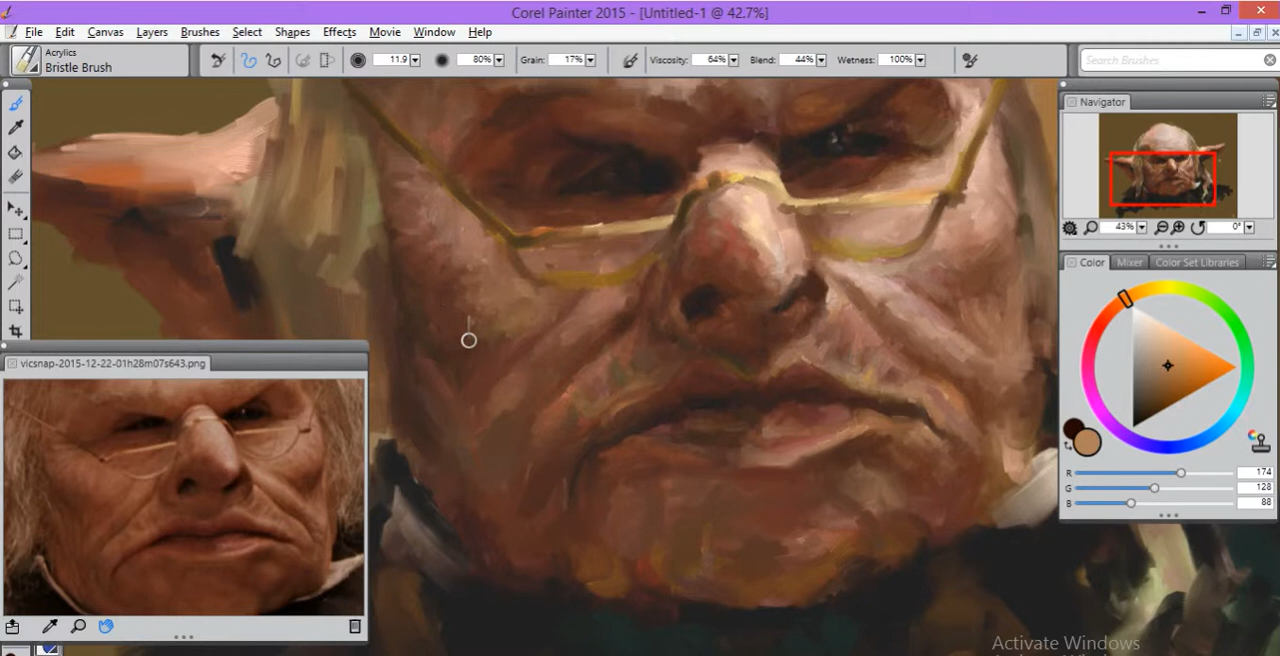 Corel Painter 2015 - [Untitled-1 @ 42.7%]
File Edit Canvas Layers Brushes Select Shapes Effects Movie Window Help
Acrylics
Bristle Brush
11.9 80% Grain: 17% Viscosity: 64% Blend: 44% Wetness: 100% Search Brushes
Navigator
43% 0°
Color Mixer Color Set Libraries
vlcsnap-2015-12-22-01h28m07s643.png
R 174
G 128
B 88
Activate Windows